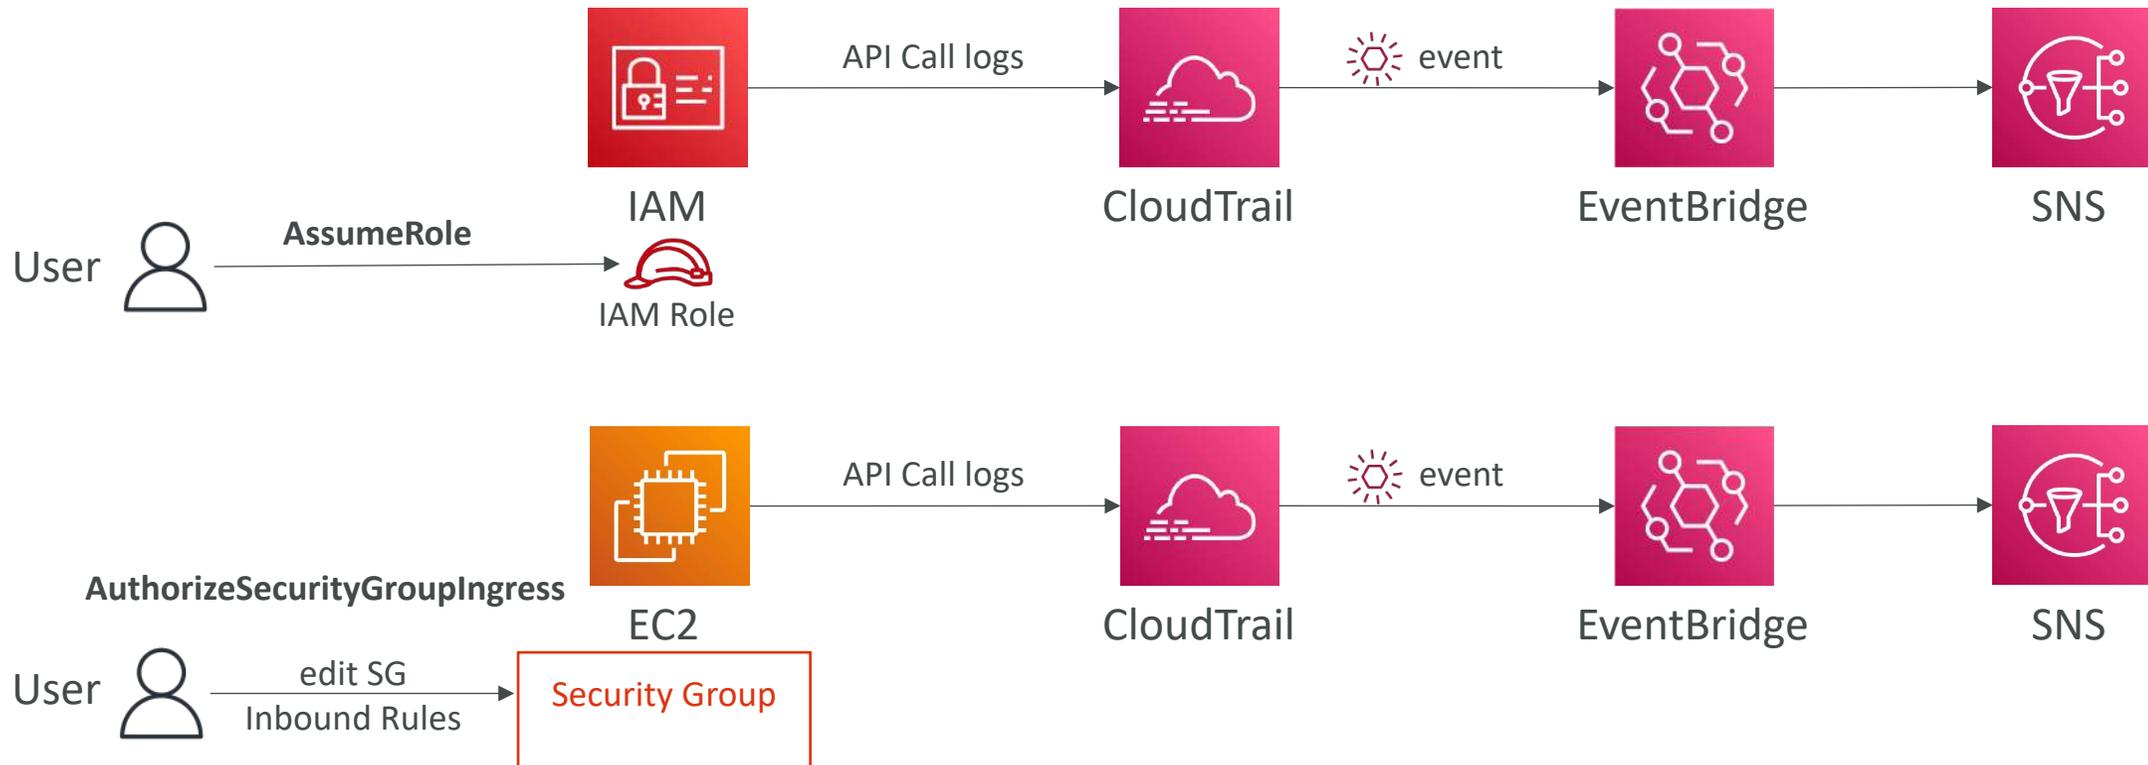 API Call logs
event
IAM
CloudTrail
EventBridge
SNS
User
AssumeRole
IAM Role
API Call logs
event
AuthorizeSecurityGroupIngress
EC2
CloudTrail
EventBridge
SNS
User
edit SG
Inbound Rules
Security Group